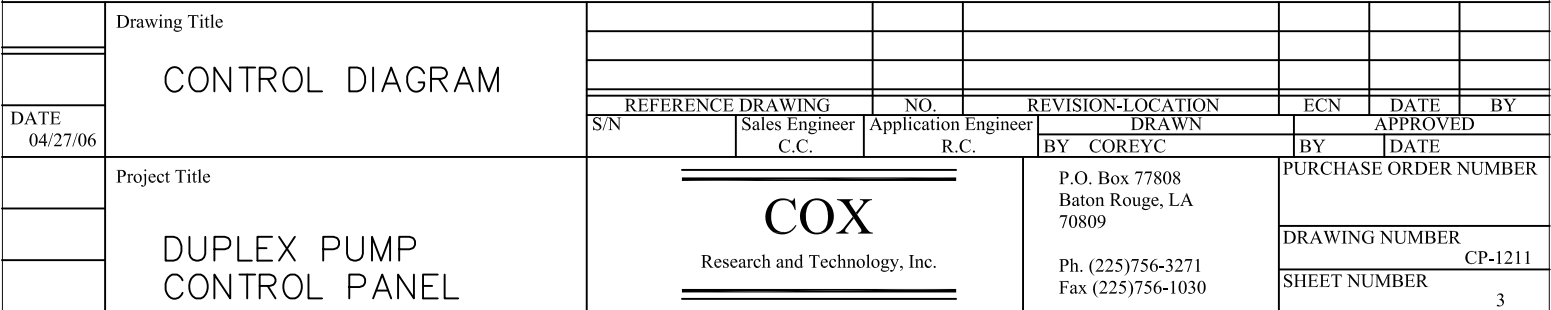 Drawing Title
CONTROL DIAGRAM
DATE
04/27/06
REFERENCE DRAWING NO. REVISION-LOCATION ECN DATE BY
S/N Sales Engineer Application Engineer DRAWN APPROVED
C.C. R.C. BY COREYC BY DATE
Project Title
DUPLEX PUMP
CONTROL PANEL
COX
Research and Technology, Inc.
P.O. Box 77808
Baton Rouge, LA
70809
Ph. (225)756-3271
Fax (225)756-1030
PURCHASE ORDER NUMBER
DRAWING NUMBER
CP-1211
SHEET NUMBER
3